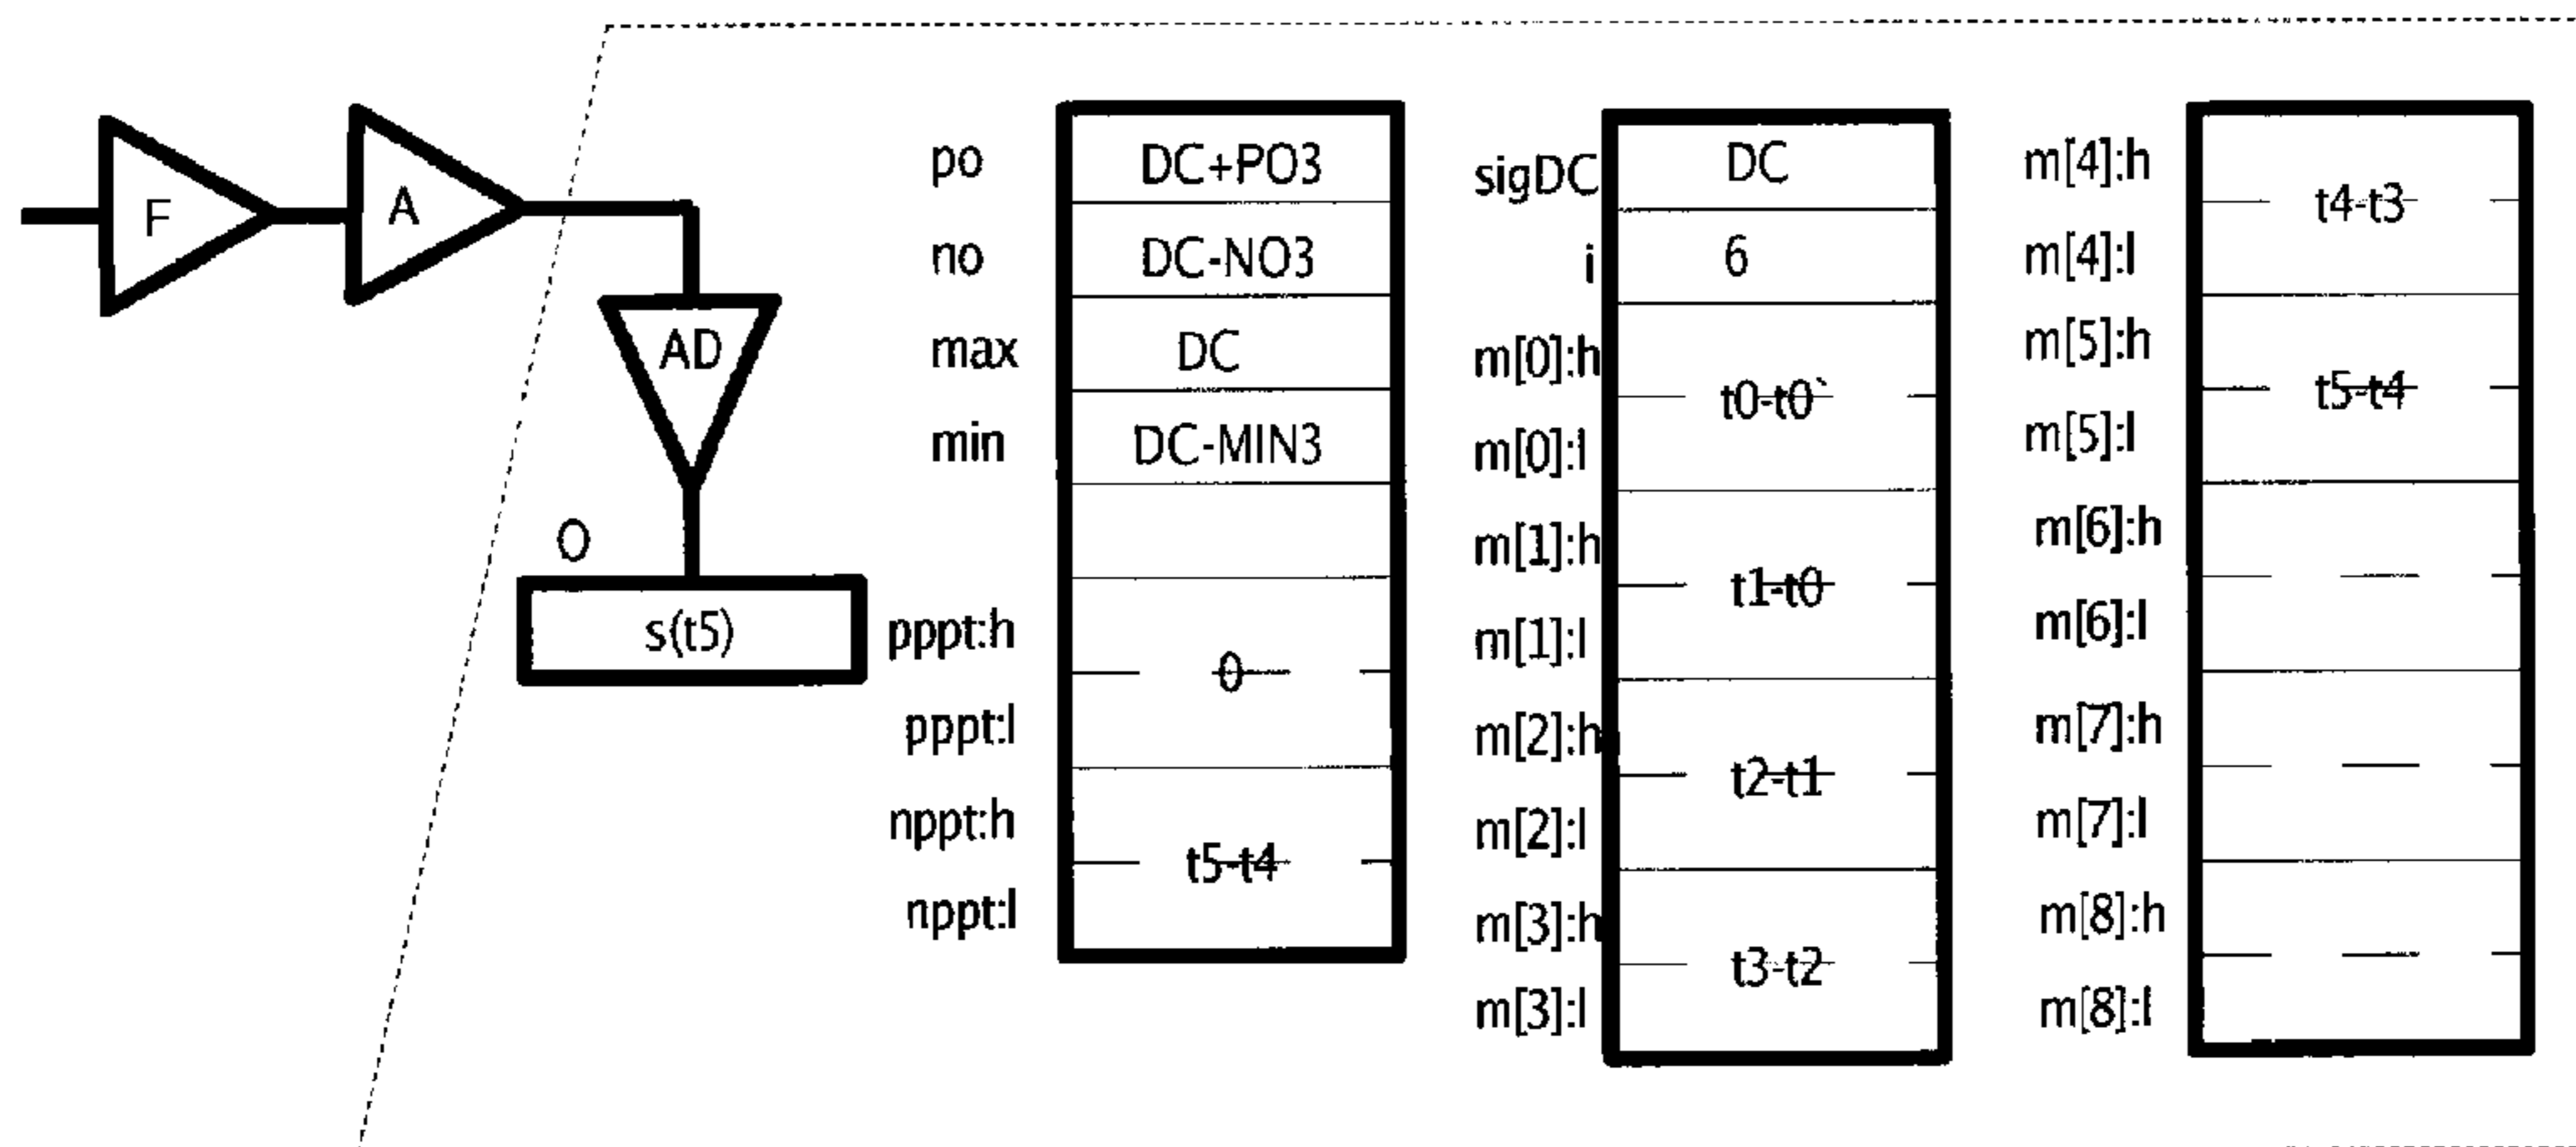 F
A
AD
O
s(t5)
po
DC+PO3
no
DC-NO3
max
DC
min
DC-MIN3
pppt:h
0
pppt:l
nppt:h
t5-t4
nppt:l
sigDC
DC
i
6
m[0]:h
t0-t0`
m[0]:l
m[1]:h
t1-t0
m[1]:l
m[2]:h
t2-t1
m[2]:l
m[3]:h
t3-t2
m[3]:l
m[4]:h
t4-t3
m[4]:l
m[5]:h
t5-t4
m[5]:l
m[6]:h
m[6]:l
m[7]:h
m[7]:l
m[8]:h
m[8]:l